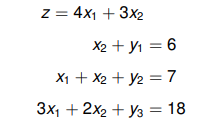 z = 4x₁ + 3x₂
x₂ + y₁ = 6
x₁ + x₂ + y₂ = 7
3x₁ + 2x₂ + y₃ = 18